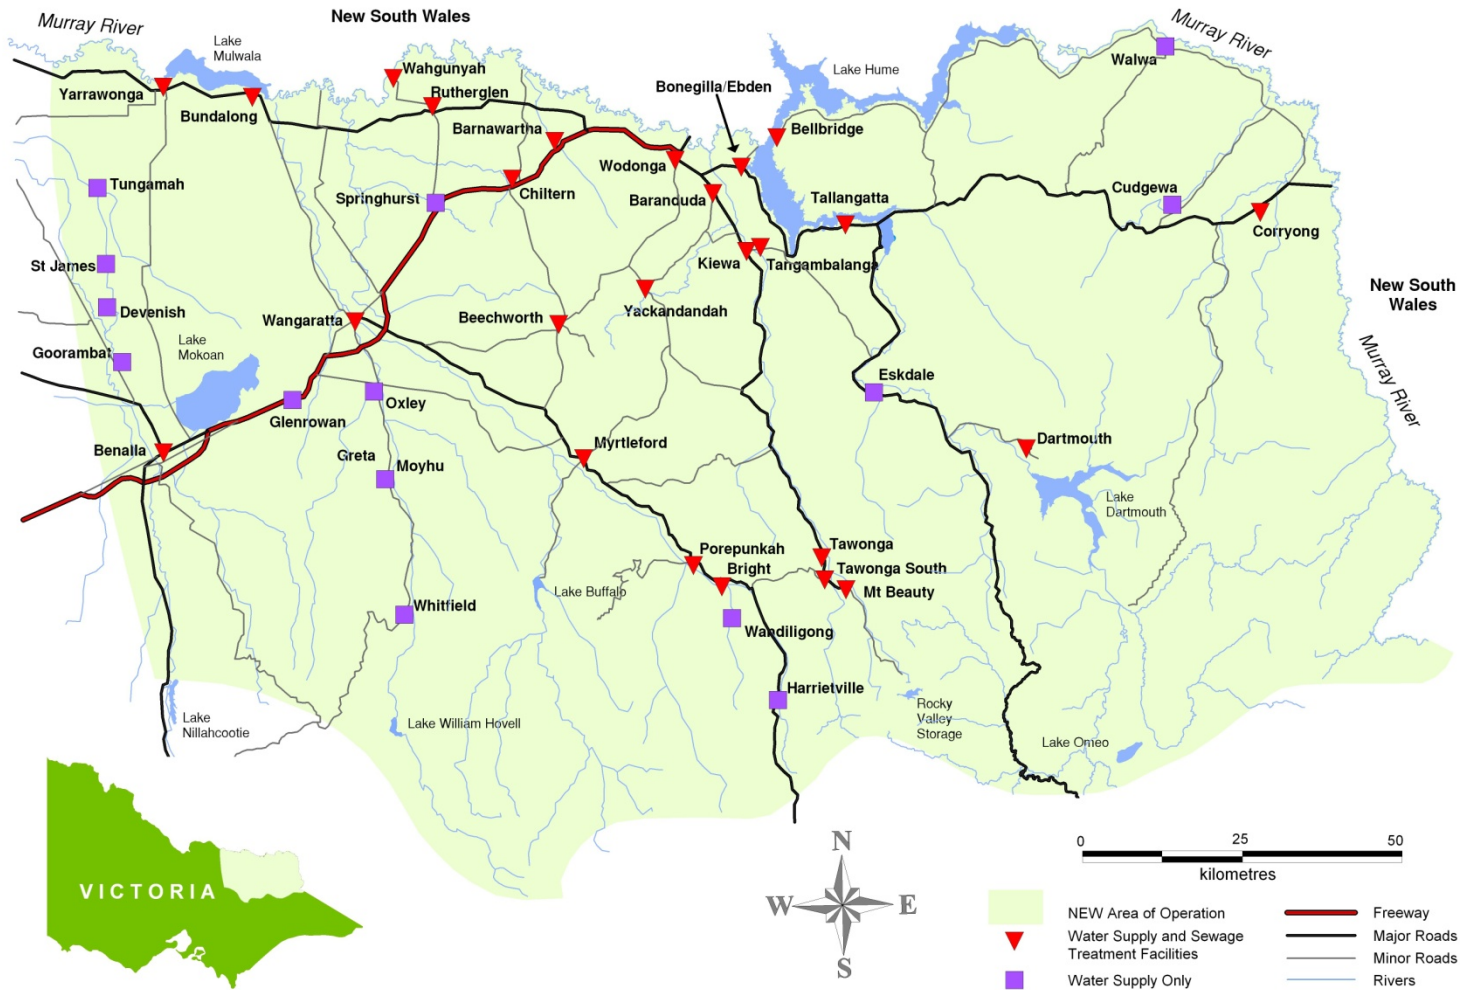 New South Wales
Murray River
Murray River
Lake
Mulwala
Wahgunyah
Lake Hume
Walwa
Yarrawonga
Bundalong
Rutherglen
Bonegilla/Ebden
Barnawartha
Bellbridge
Wodonga
Tungamah
Springhurst
Chiltern
Baranduda
Tallangatta
Cudgewa
Corryong
St James
Kiewa
Tangambalanga
New South
Wales
Devenish
Wangaratta
Beechworth
Yackandandah
Goorambat
Lake
Mokoan
Murray River
Eskdale
Glenrowan
Oxley
Benalla
Greta
Moyhu
Myrtleford
Dartmouth
Lake
Dartmouth
Porepunkah
Bright
Tawonga
Tawonga South
Mt Beauty
Lake Buffalo
Whitfield
Wandiligong
Harrietville
Lake
Nillahcootie
Lake William Hovell
Rocky
Valley
Storage
Lake Omeo
VICTORIA
N
W
E
S
0
25
50
kilometres
NEW Area of Operation
Water Supply and Sewage
Treatment Facilities
Water Supply Only
Freeway
Major Roads
Minor Roads
Rivers